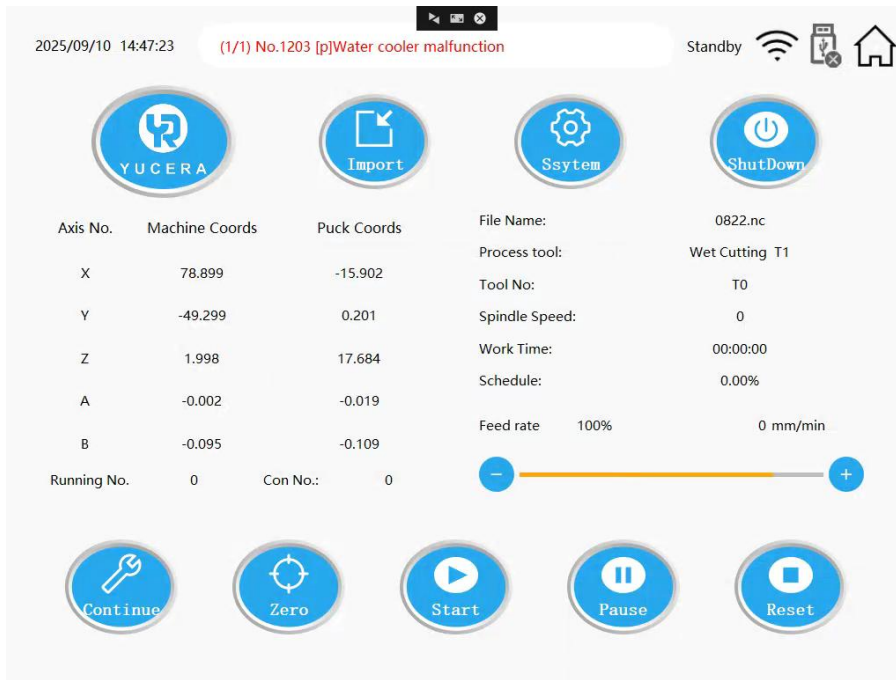 2025/09/10 14:47:23 (1/1) No.1203 [p]Water cooler malfunction Standby
YUCERA Import Ssytem ShutDown
Axis No. Machine Coords Puck Coords
X 78.899 -15.902
Y -49.299 0.201
Z 1.998 17.684
A -0.002 -0.019
B -0.095 -0.109
Running No. 0 Con No.: 0
File Name: 0822.nc
Process tool: Wet Cutting T1
Tool No: T0
Spindle Speed: 0
Work Time: 00:00:00
Schedule: 0.00%
Feed rate 100% 0 mm/min
Continue Zero Start Pause Reset